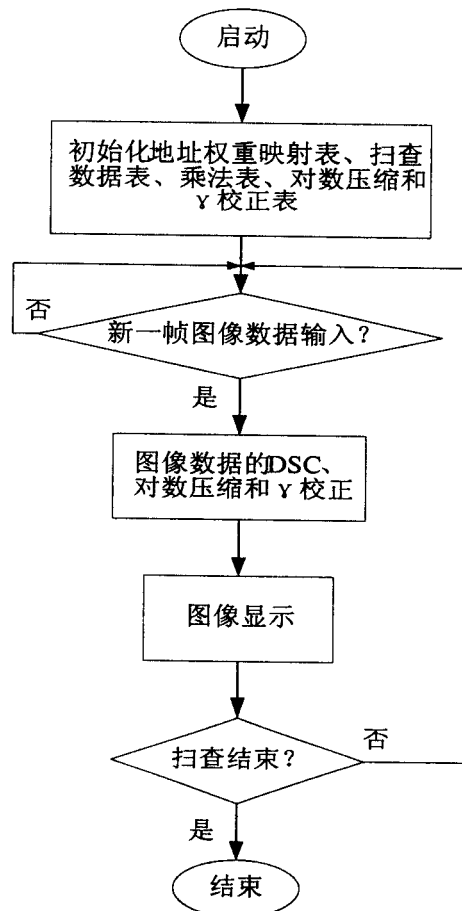 启动
初始化地址权重映射表、扫查
数据表、乘法表、对数压缩和
γ校正表
否
新一帧图像数据输入?
是
图像数据的DSC、
对数压缩和γ校正
图像显示
扫查结束?
否
是
结束